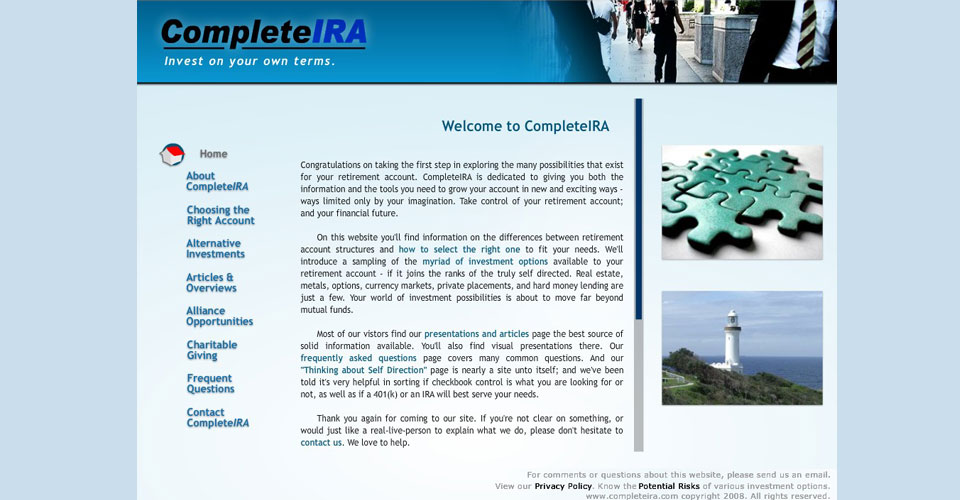 CompleteIRA
Invest on your own terms.
Welcome to CompleteIRA
Home
About
CompleteIRA
Choosing the
Right Account
Alternative
Investments
Articles &
Overviews
Alliance
Opportunities
Charitable
Giving
Frequent
Questions
Contact
CompleteIRA
Congratulations on taking the first step in exploring the many possibilities that exist
for your retirement account. CompleteIRA is dedicated to giving you both the
information and the tools you need to grow your account in new and exciting ways -
ways limited only by your imagination. Take control of your retirement account;
and your financial future.
On this website you'll find information on the differences between retirement
account structures and how to select the right one to fit your needs. We'll
introduce a sampling of the myriad of investment options available to your
retirement account - if it joins the ranks of the truly self directed. Real estate,
metals, options, currency markets, private placements, and hard money lending are
just a few. Your world of investment possibilities is about to move far beyond
mutual funds.
Most of our vistors find our presentations and articles page the best source of
solid information available. You'll also find visual presentations there. Our
frequently asked questions page covers many common questions. And our
"Thinking about Self Direction" page is nearly a site unto itself; and we've been
told it's very helpful in sorting if checkbook control is what you are looking for or
not, as well as if a 401(k) or an IRA will best serve your needs.
Thank you again for coming to our site. If you're not clear on something, or
would just like a real-live-person to explain what we do, please don't hesitate to
contact us. We love to help.
For comments or questions about this website, please send us an email.
View our Privacy Policy. Know the Potential Risks of various investment options.
www.completeira.com copyright 2008. All rights reserved.